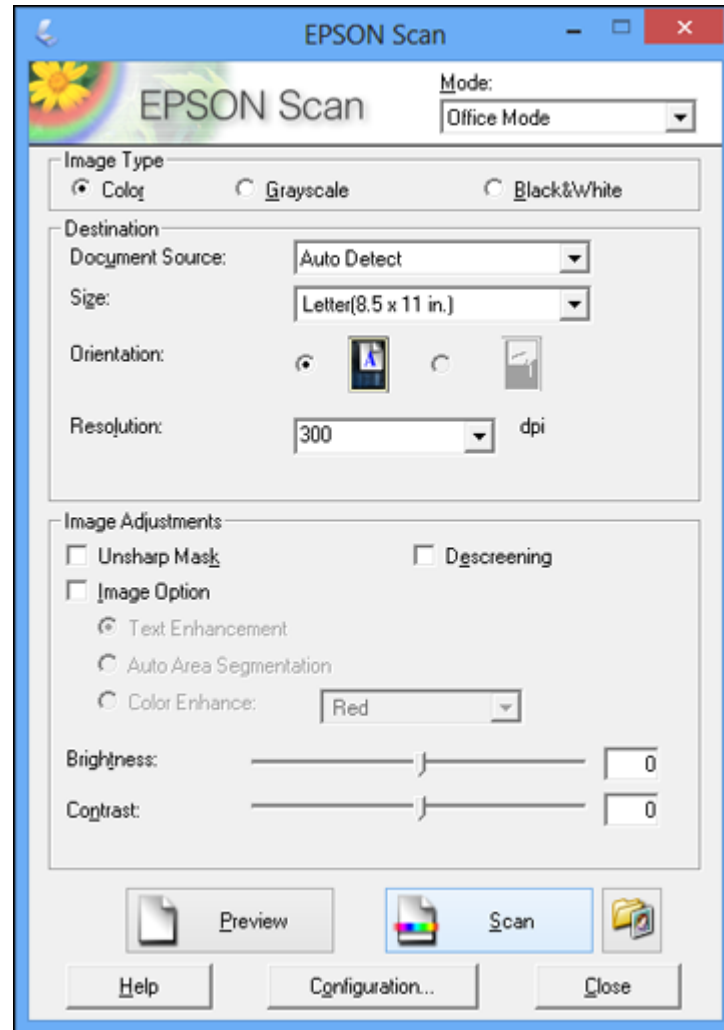 EPSON Scan
EPSON Scan
Mode:
Office Mode
Image Type
Color Grayscale Black&White
Destination
Document Source: Auto Detect
Size: Letter(8.5 x 11 in.)
Orientation: A
Resolution: 300 dpi
Image Adjustments
Unsharp Mask Descreening
Image Option
Text Enhancement
Auto Area Segmentation
Color Enhance: Red
Brightness: 0
Contrast: 0
Preview Scan
Help Configuration... Close